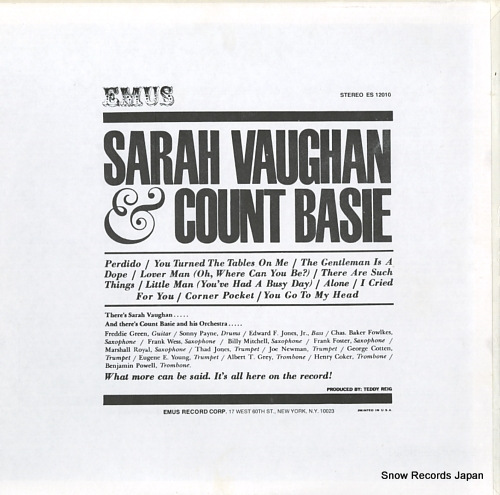 EMUS
STEREO ES 12010
SARAH VAUGHAN
& COUNT BASIE
Perdido / You Turned The Tables On Me / The Gentleman Is A
Dope / Lover Man (Oh, Where Can You Be?) / There Are Such
Things / Little Man (You've Had A Busy Day) / Alone / I Cried
For You / Corner Pocket / You Go To My Head
There's Sarah Vaughan . . . . .
And there's Count Basie and his Orchestra . . . . .
Freddie Green, Guitar / Sonny Payne, Drums / Edward F. Jones, Jr., Bass / Chas. Baker Fowlkes,
Saxophone / Frank Wess, Saxophone / Billy Mitchell, Saxophone / Frank Foster, Saxophone /
Marshall Royal, Saxophone / Thad Jones, Trumpet / Joe Newman, Trumpet / George Cotten,
Trumpet / Eugene E. Young, Trumpet / Albert T. Grey, Trombone / Henry Coker, Trombone /
Benjamin Powell, Trombone.
What more can be said. It's all here on the record!
PRODUCED BY: TEDDY REIG
EMUS RECORD CORP. 17 WEST 60TH ST., NEW YORK, N.Y. 10023
PRINTED IN U.S.A.
Snow Records Japan